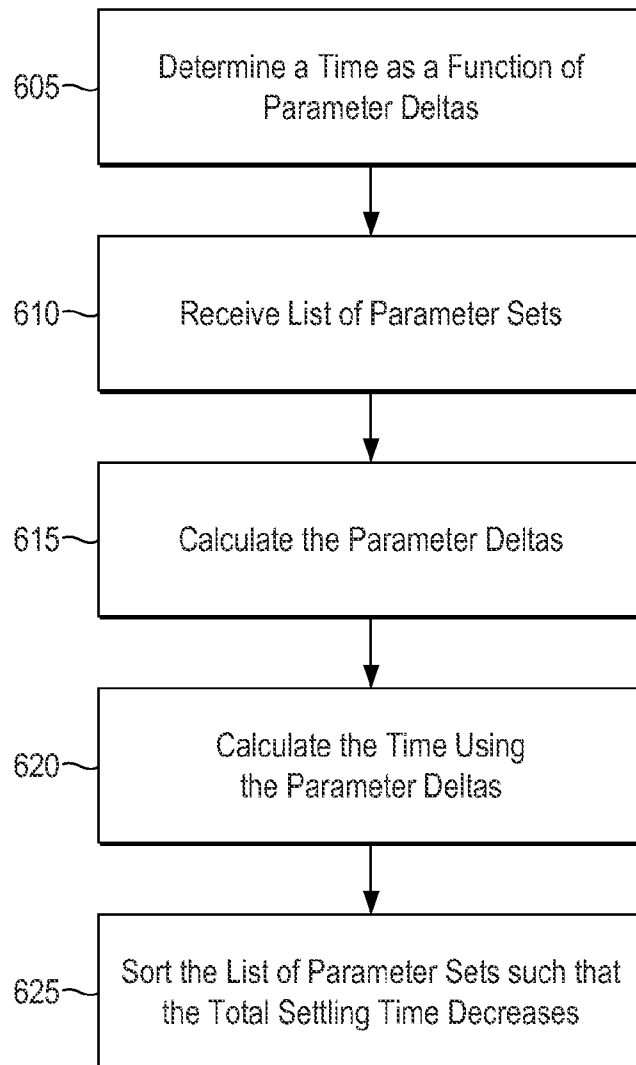 605
Determine a Time as a Function of
Parameter Deltas
610
Receive List of Parameter Sets
615
Calculate the Parameter Deltas
620
Calculate the Time Using
the Parameter Deltas
625
Sort the List of Parameter Sets such that
the Total Settling Time Decreases